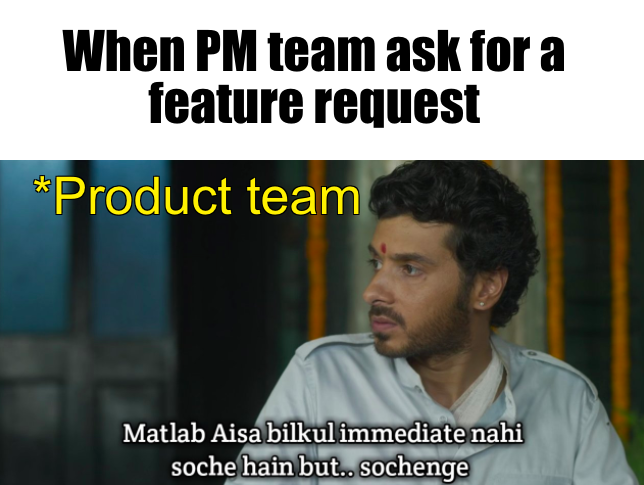 When PM team ask for a
feature request
*Product team
Matlab Aisa bilkul immediate nahi
soche hain but.. sochenge